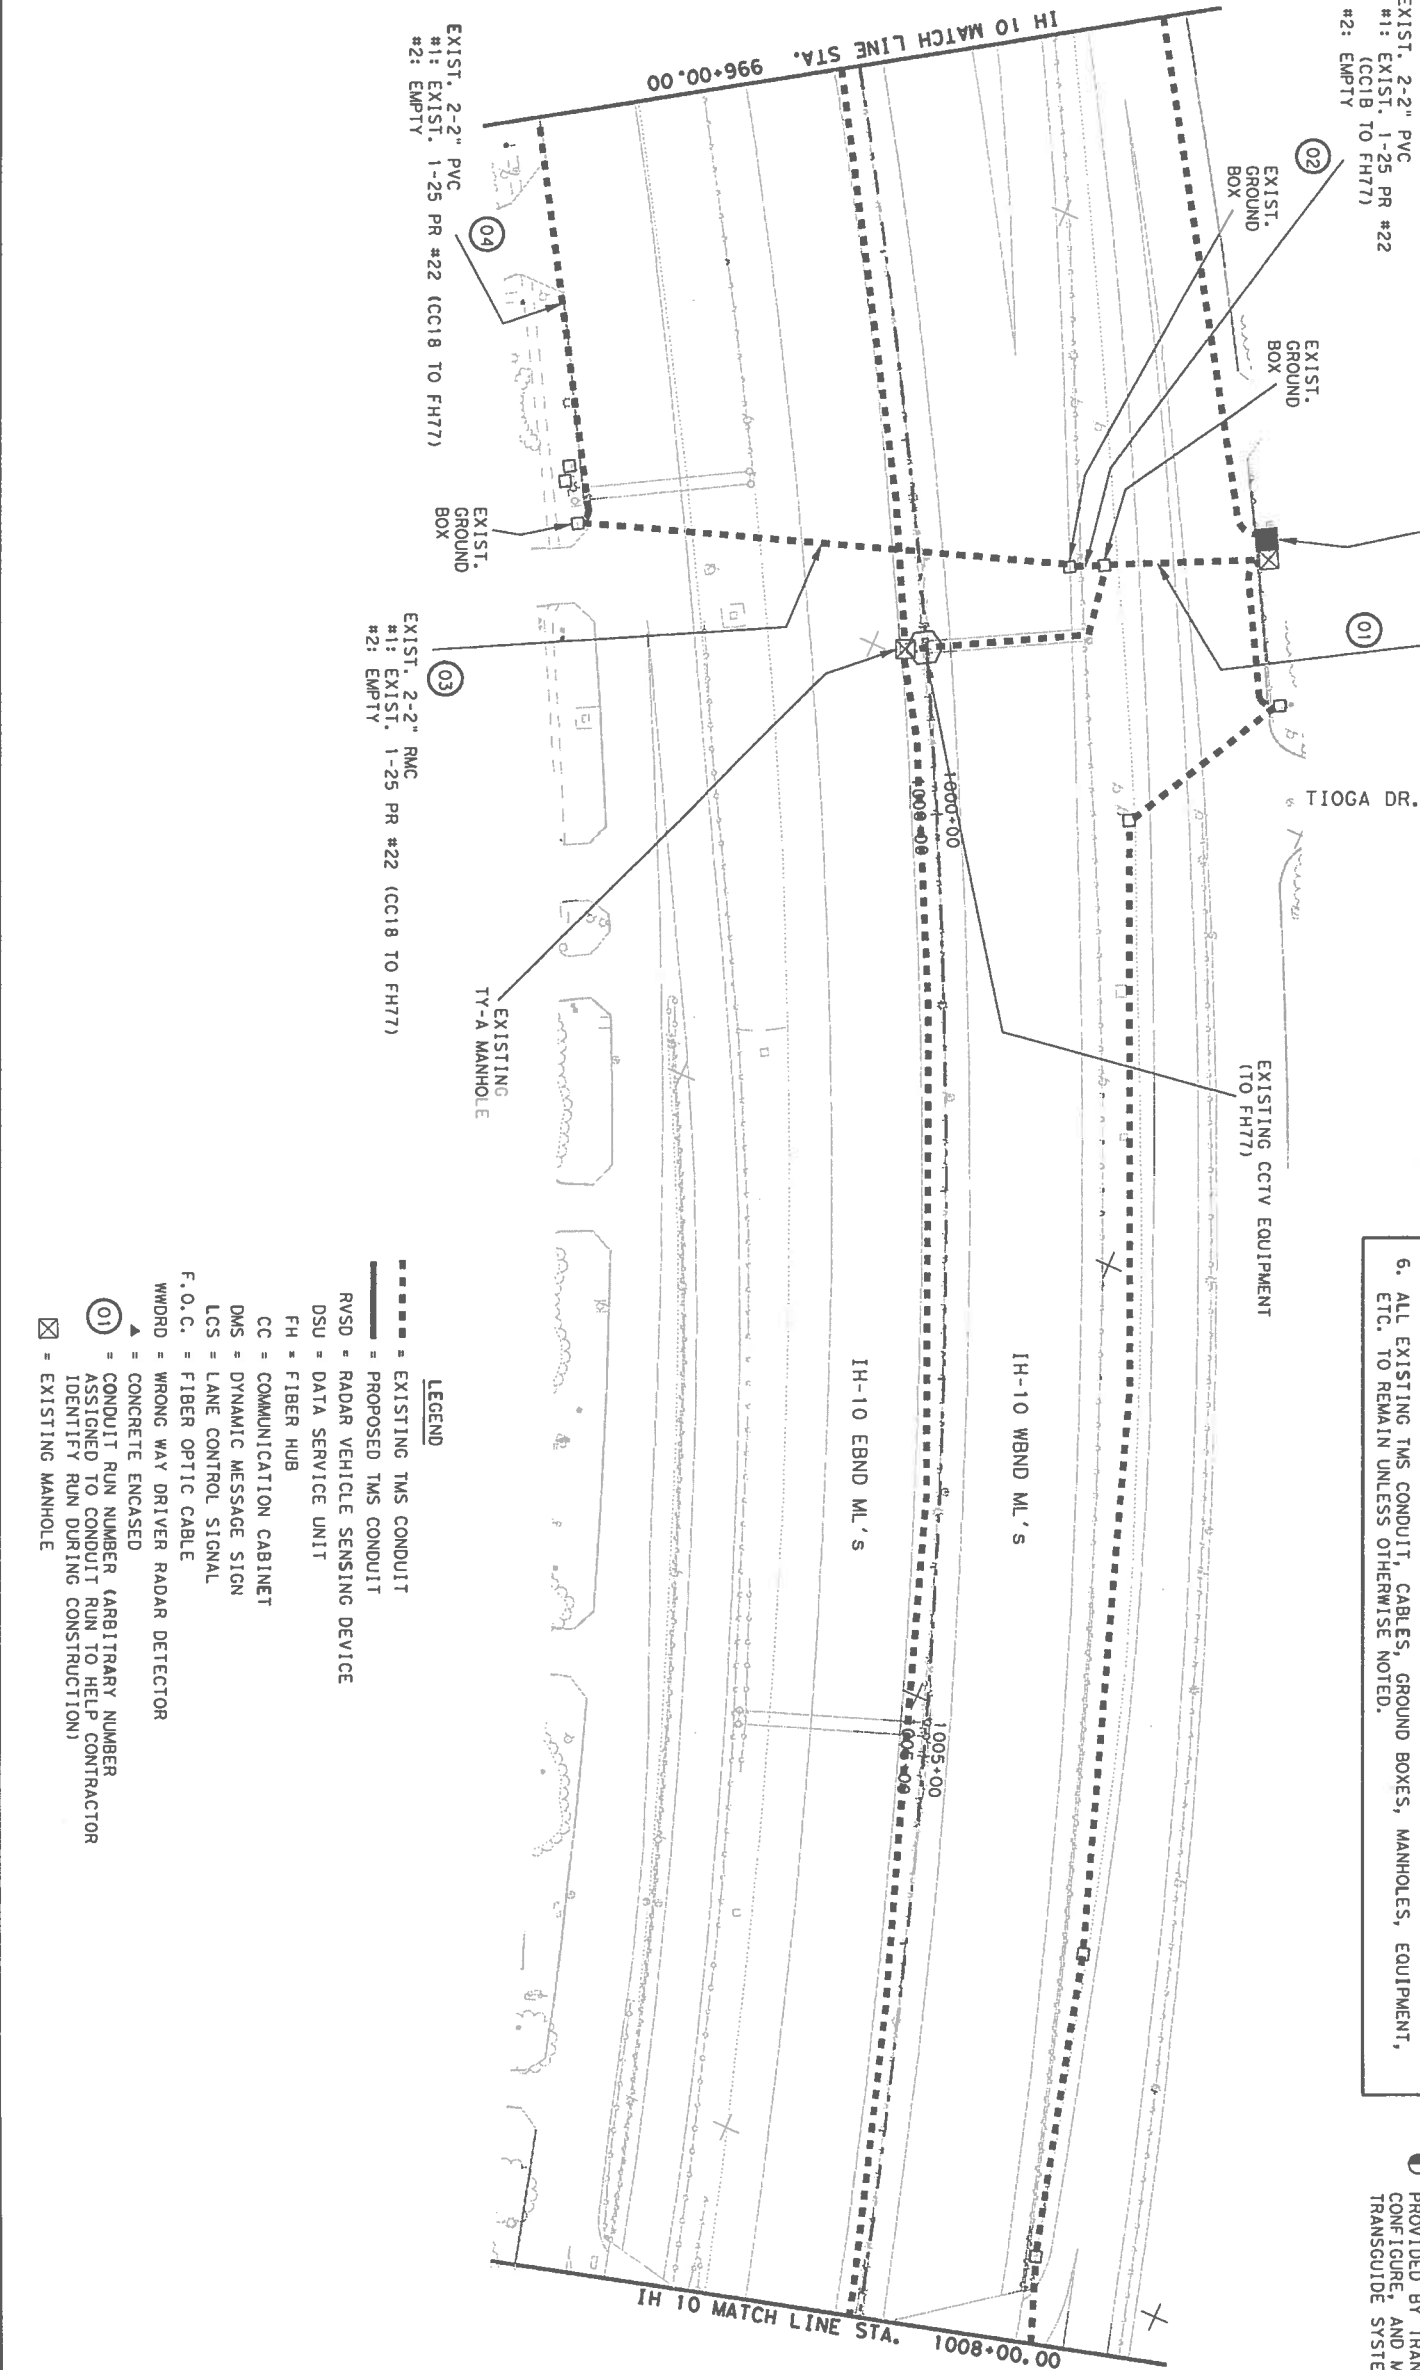 EXIST. 2-2" PVC
#1: EXIST. 1-25 PR #22
(CC1B TO FH77)
#2: EMPTY
02
EXIST.
GROUND
BOX
EXIST.
GROUND
BOX
01
TIOGA DR.
6. ALL EXISTING TMS CONDUIT, CABLES, GROUND BOXES, MANHOLES, EQUIPMENT,
ETC. TO REMAIN UNLESS OTHERWISE NOTED.
PROVIDED BY TRAN
CONFIGURE, AND M
TRANSGUIDE SYSTE
IH 10 MATCH LINE STA. 996+00.00
EXISTING CCTV EQUIPMENT
(TO FH77)
1000+00
IH-10 WBND ML's
IH-10 EBND ML's
1005+00
IH 10 MATCH LINE STA. 1008+00.00
EXIST. 2-2" PVC
#1: EXIST. 1-25 PR #22 (CC1B TO FH77)
#2: EMPTY
04
EXIST.
GROUND
BOX
EXIST. 2-2" RMC
#1: EXIST. 1-25 PR #22 (CC1B TO FH77)
#2: EMPTY
03
EXISTING
TY-A MANHOLE
LEGEND
= EXISTING TMS CONDUIT
= PROPOSED TMS CONDUIT
RVSD = RADAR VEHICLE SENSING DEVICE
DSU = DATA SERVICE UNIT
FH = FIBER HUB
CC = COMMUNICATION CABINET
DMS = DYNAMIC MESSAGE SIGN
LCS = LANE CONTROL SIGNAL
F.O.C. = FIBER OPTIC CABLE
WWDRD = WRONG WAY DRIVER RADAR DETECTOR
▲ = CONCRETE ENCASED
01 = CONDUIT RUN NUMBER (ARBITRARY NUMBER
ASSIGNED TO CONDUIT RUN TO HELP CONTRACTOR
IDENTIFY RUN DURING CONSTRUCTION)
= EXISTING MANHOLE